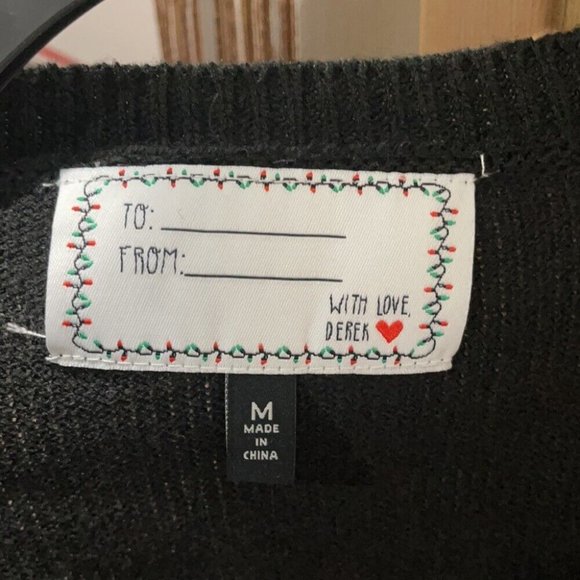 TO:
FROM:
WITH LOVE,
DEREK
M
MADE
IN
CHINA